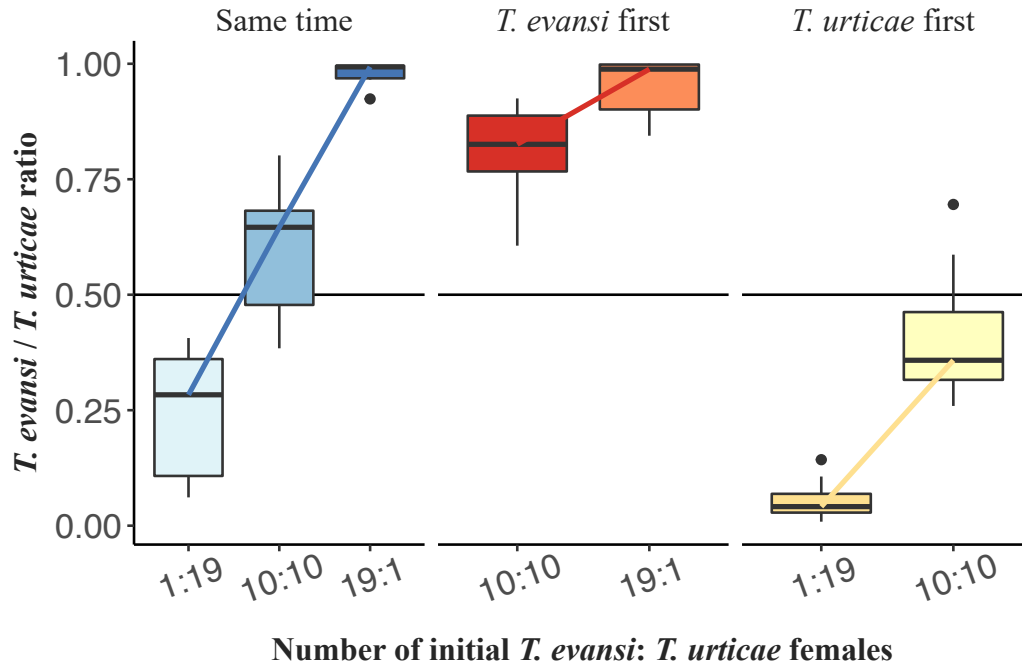 Same time
T. evansi first
T. urticae first
T. evansi / T. urticae ratio
1.00
0.75
0.50
0.25
0.00
1:19
10:10
19:1
10:10
19:1
1:19
10:10
Number of initial T. evansi: T. urticae females